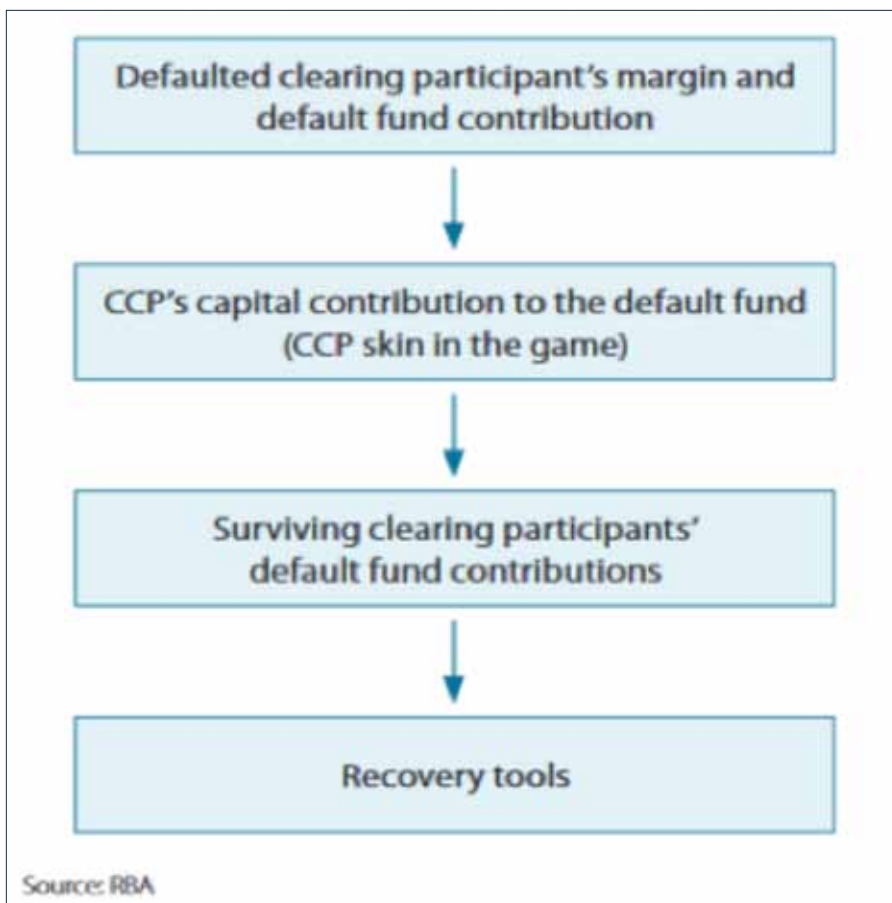 Defaulted clearing participant's margin and
default fund contribution
CCP's capital contribution to the default fund
(CCP skin in the game)
Surviving clearing participants'
default fund contributions
Recovery tools
Source: RBA